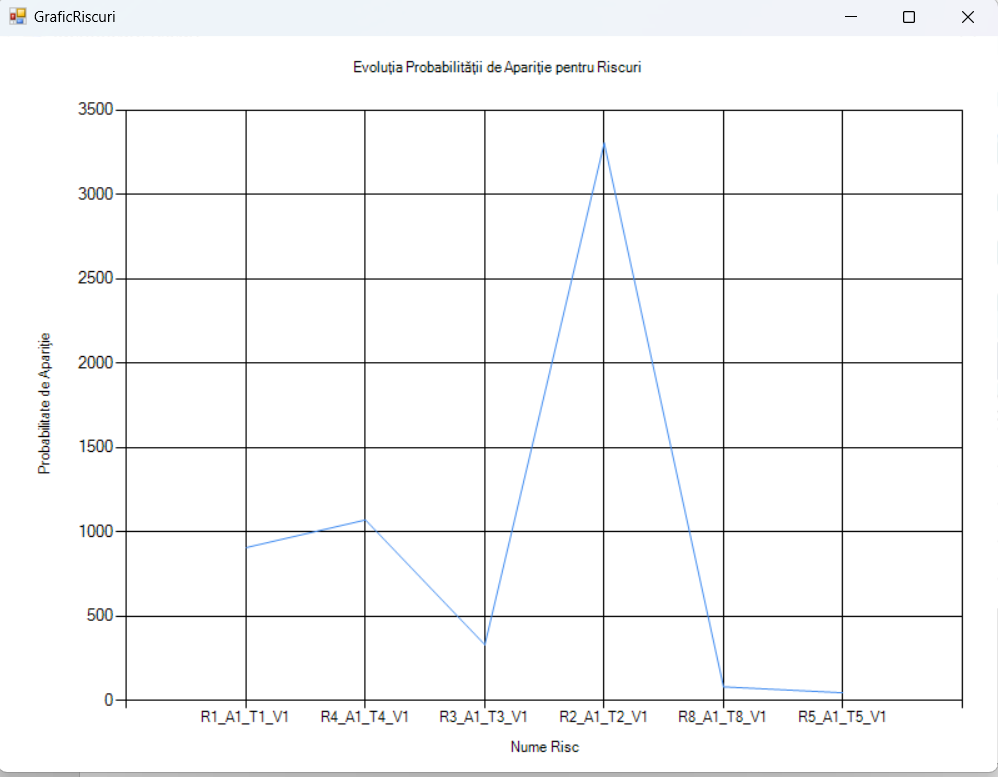 GraficRiscuri
Evoluția Probabilității de Apariție pentru Riscuri
3500
3000
2500
2000
1500
1000
500
0
Probabilitate de Apariție
R1_A1_T1_V1 R4_A1_T4_V1 R3_A1_T3_V1 R2_A1_T2_V1 R8_A1_T8_V1 R5_A1_T5_V1
Nume Risc